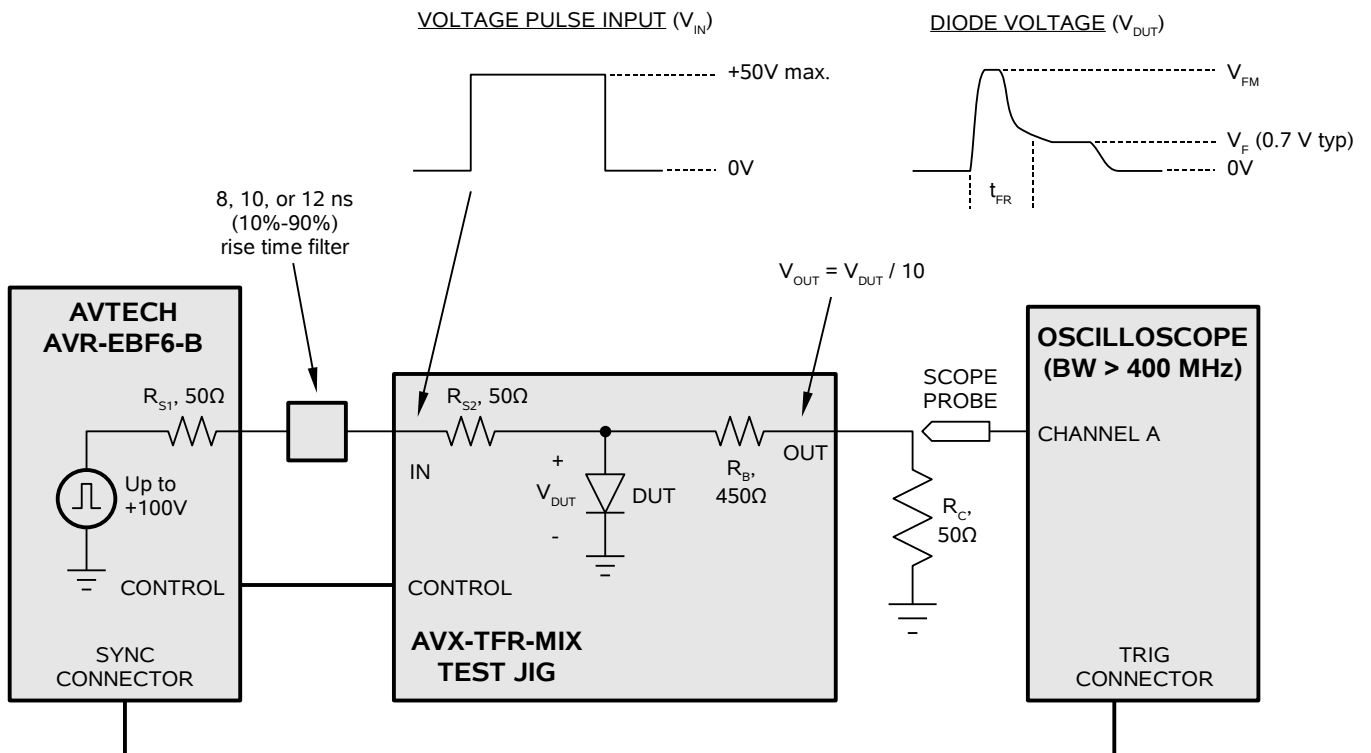 VOLTAGE PULSE INPUT (V_IN)
+50V max.
0V
DIODE VOLTAGE (V_DUT)
V_FM
V_F (0.7 V typ)
0V
t_FR
8, 10, or 12 ns
(10%-90%)
rise time filter
V_OUT = V_DUT / 10
AVTECH
AVR-EBF6-B
R_S1, 50Ω
Up to
+100V
CONTROL
SYNC
CONNECTOR
R_S2, 50Ω
IN
+
V_DUT
-
DUT
R_B,
450Ω
OUT
CONTROL
AVX-TFR-MIX
TEST JIG
SCOPE
PROBE
R_C,
50Ω
OSCILLOSCOPE
(BW > 400 MHz)
CHANNEL A
TRIG
CONNECTOR